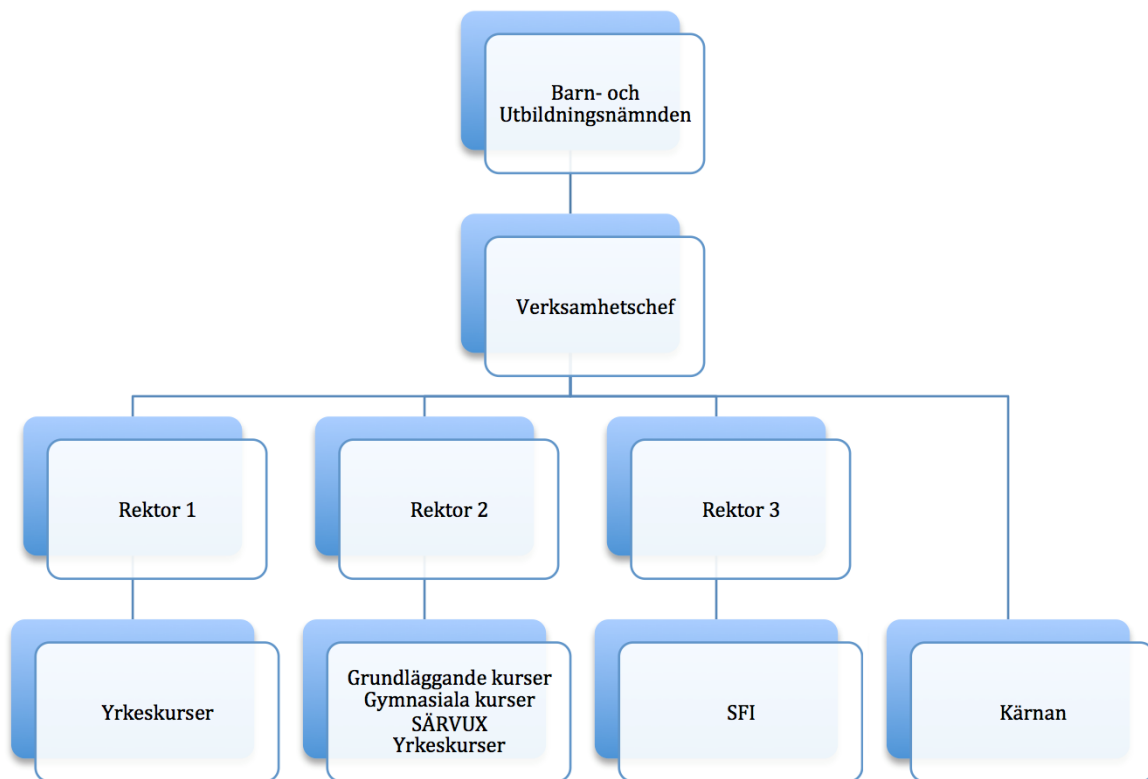 Barn- och
Utbildningsnämnden
Verksamhetschef
Rektor 1
Rektor 2
Rektor 3
Yrkeskurser
Grundläggande kurser
Gymnasiala kurser
SÄRVUX
Yrkeskurser
SFI
Kärnan